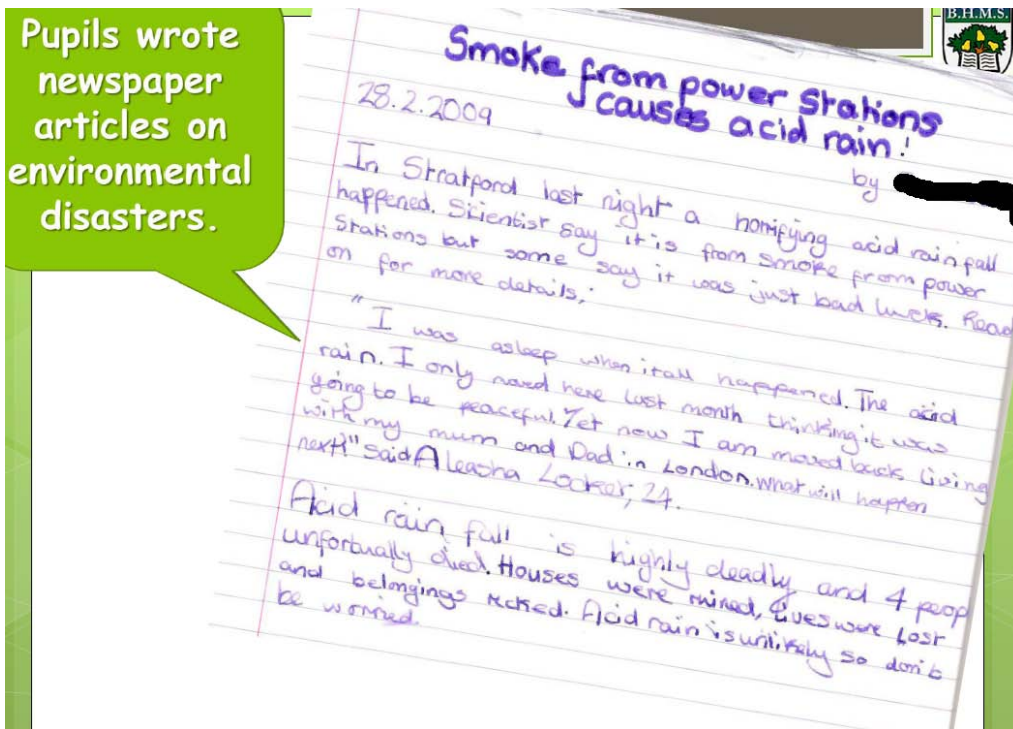 Pupils wrote
newspaper
articles on
environmental
disasters.
B.H.M.S.
Smoke from power Stations
causes acid rain!
28.2.2009
by
In Stratford last night a horrifying acid rain fall
happened. Scientist say it is from smoke from power
Stations but some say it was just bad luck. Read
on for more details;
"I was asleep when it all happened. The acid
rain. I only moved here last month thinking it was
going to be peaceful. Yet now I am moved back living
with my mum and Dad in London. What will happen
next!" Said Aleasha Locker, 24.
Acid rain fall is highly deadly and 4 peop
unfortually died. Houses were ruined, lives were lost
and belongings recked. Acid rain is unlikely so don't
be worried.